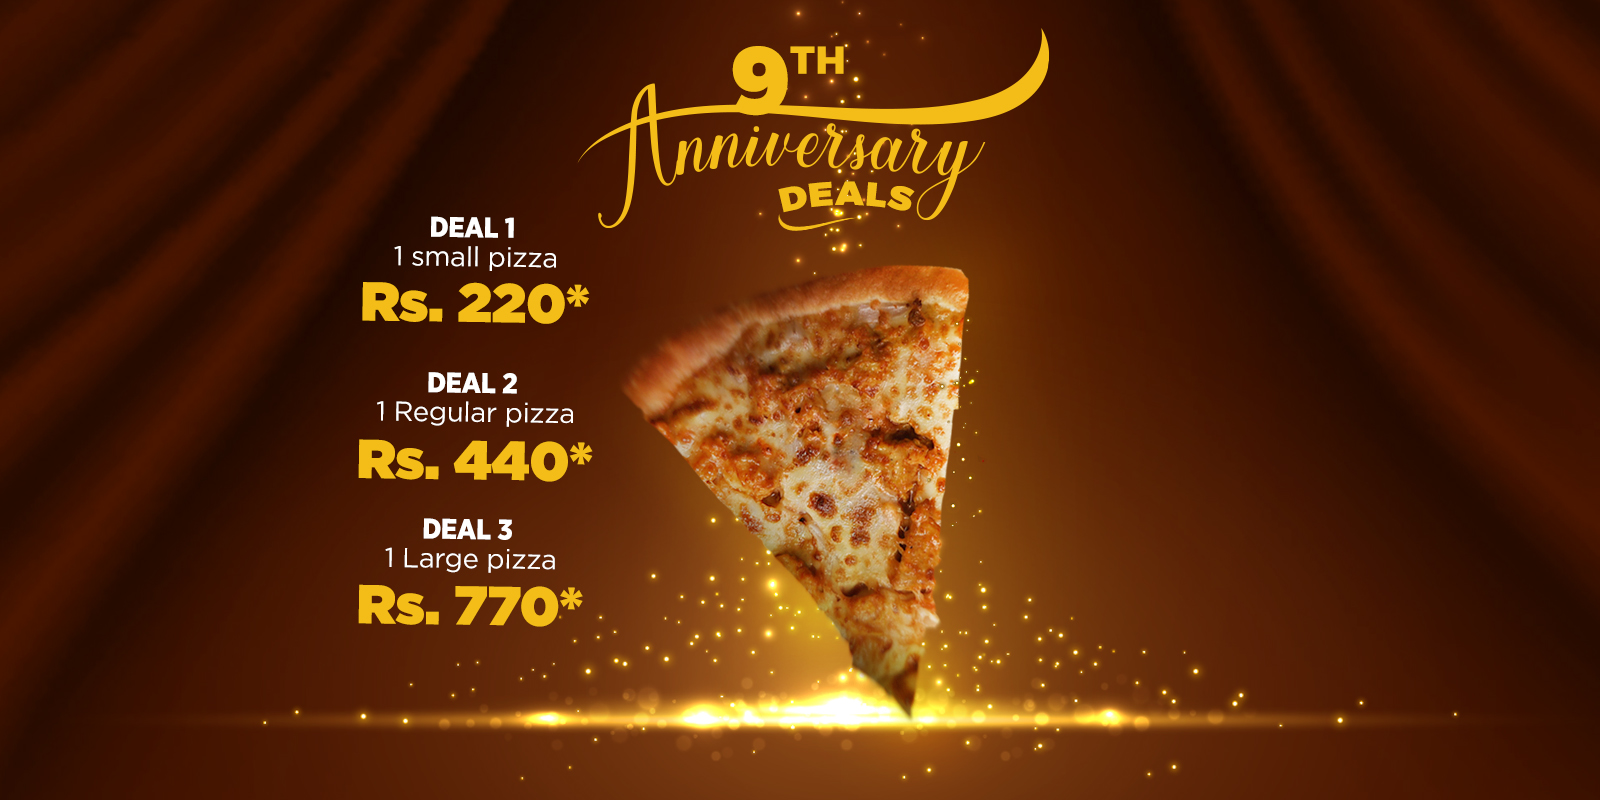 9TH
Anniversary
DEALS
DEAL 1
1 small pizza
Rs. 220*
DEAL 2
1 Regular pizza
Rs. 440*
DEAL 3
1 Large pizza
Rs. 770*